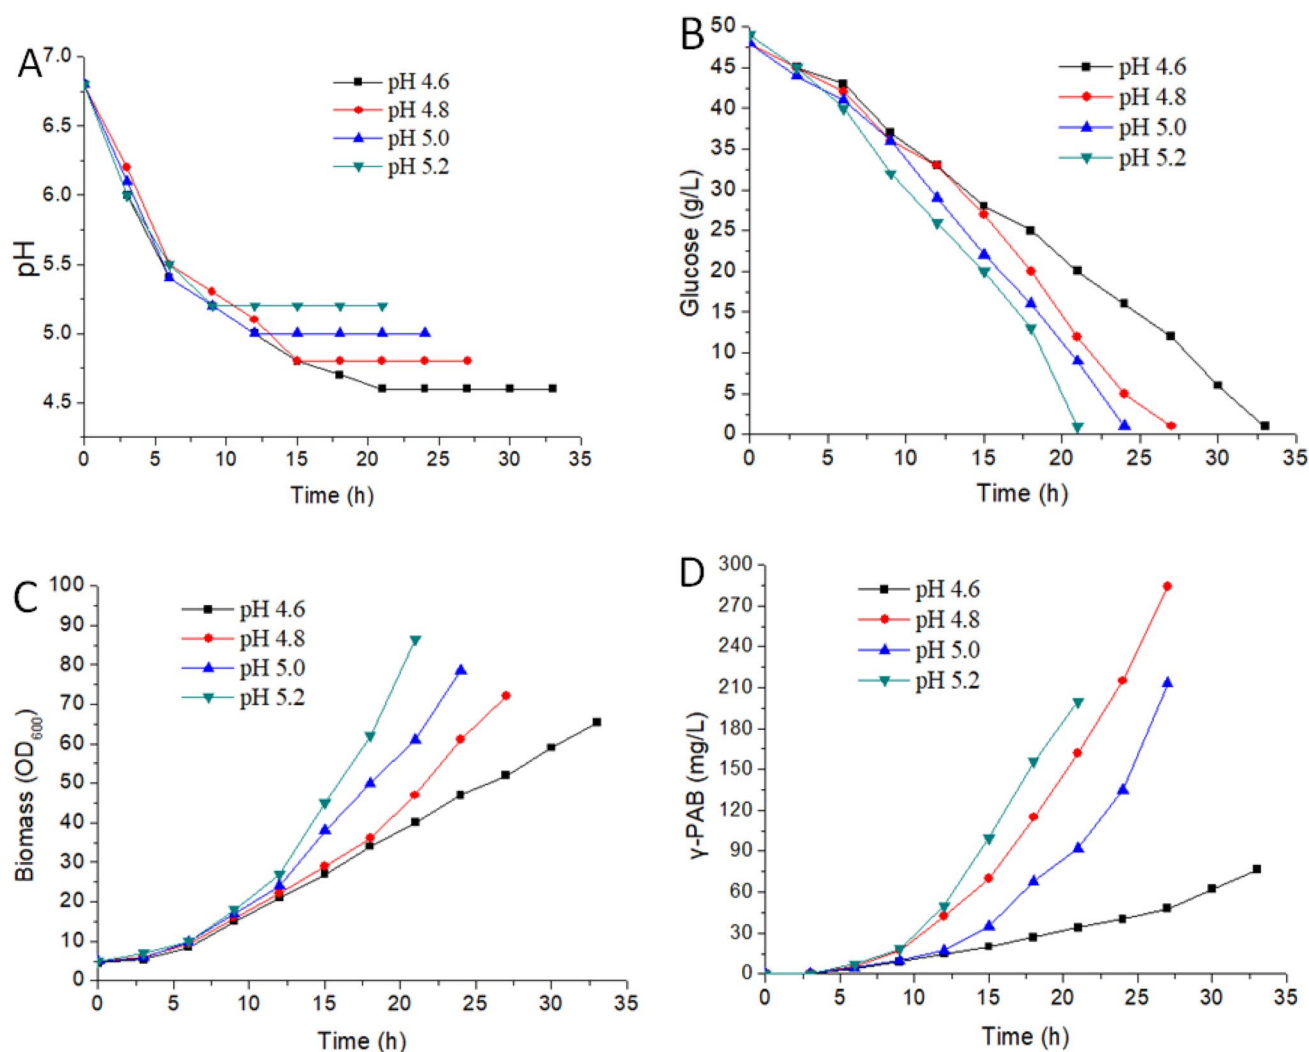 A
7.0
6.5
6.0
5.5
5.0
4.5
pH
0 5 10 15 20 25 30 35
Time (h)
pH 4.6
pH 4.8
pH 5.0
pH 5.2
B
50
45
40
35
30
25
20
15
10
5
0
Glucose (g/L)
0 5 10 15 20 25 30 35
Time (h)
pH 4.6
pH 4.8
pH 5.0
pH 5.2
C
100
90
80
70
60
50
40
30
20
10
0
Biomass (OD600)
0 5 10 15 20 25 30 35
Time (h)
pH 4.6
pH 4.8
pH 5.0
pH 5.2
D
300
270
240
210
180
150
120
90
60
30
0
γ-PAB (mg/L)
0 5 10 15 20 25 30 35
Time (h)
pH 4.6
pH 4.8
pH 5.0
pH 5.2